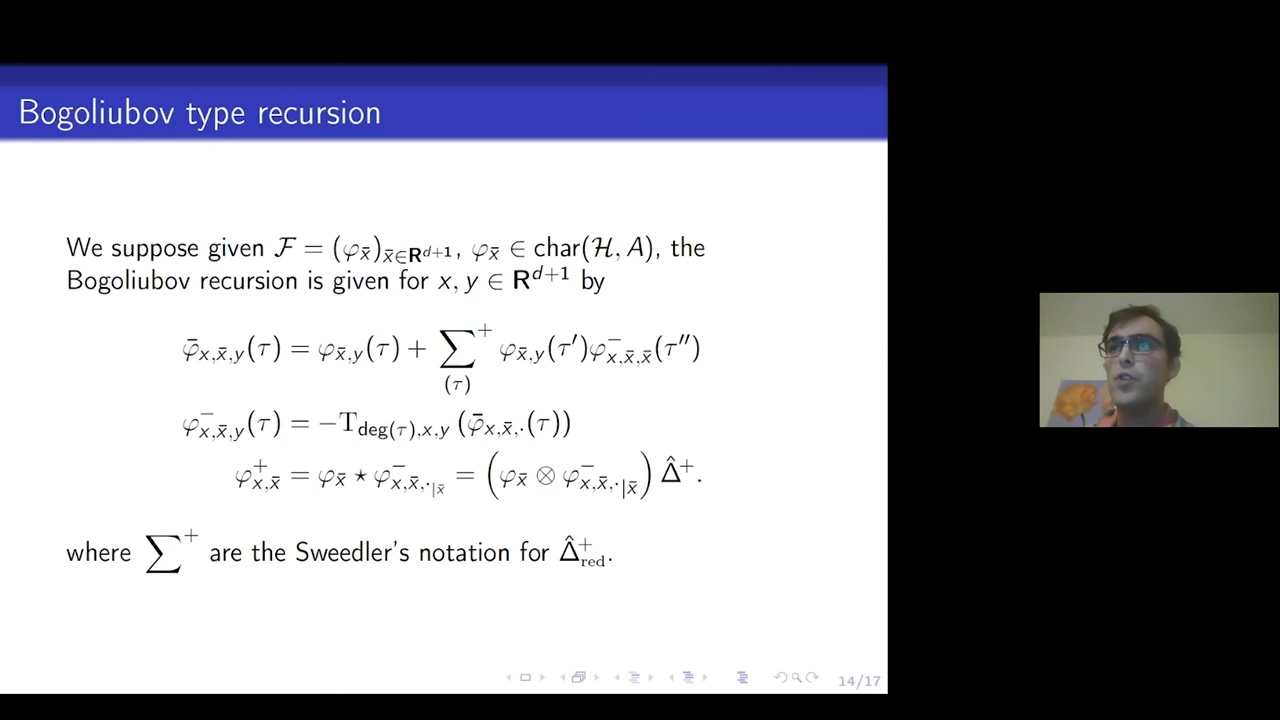 Bogoliubov type recursion
We suppose given ℱ = (φ_x̄)_{x̄∈𝐑^{d+1}}, φ_x̄ ∈ char(ℋ, A), the
Bogoliubov recursion is given for x, y ∈ 𝐑^{d+1} by
φ̄_{x,x̄,y}(τ) = φ_{x̄,y}(τ) + ∑^+_{(τ)} φ_{x̄,y}(τ′)φ^−_{x,x̄,x̄}(τ″)
φ^−_{x,x̄,y}(τ) = −T_{deg(τ),x,y} (φ̄_{x,x̄,·}(τ))
φ^+_{x,x̄} = φ_x̄ ⋆ φ^−_{x,x̄,·|x̄} = (φ_x̄ ⊗ φ^−_{x,x̄,·|x̄}) Δ̂^+.
where ∑^+ are the Sweedler's notation for Δ̂^+_{red}.
14/17